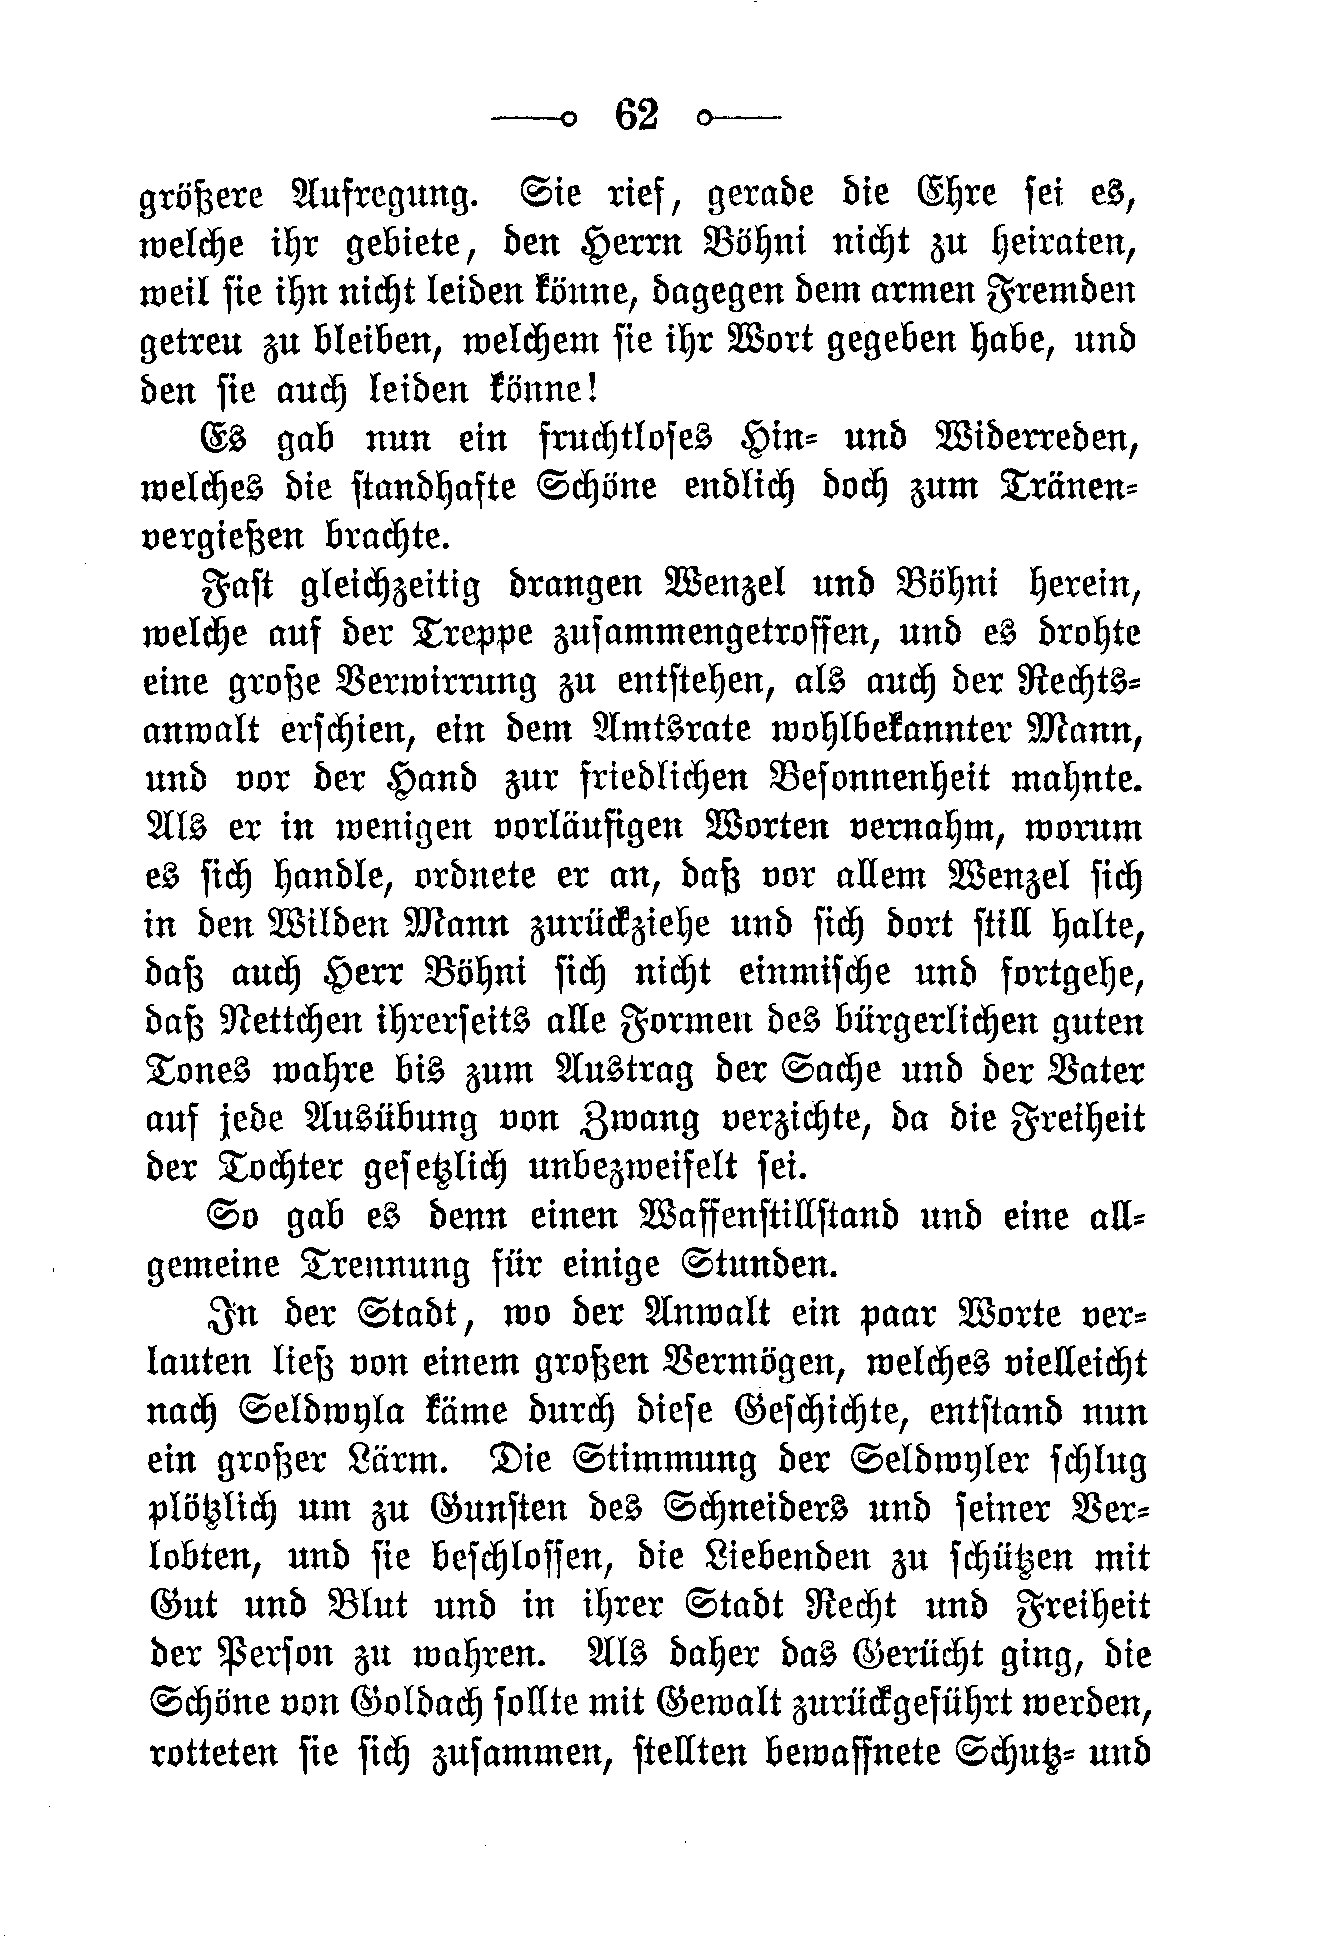 62
größere Aufregung. Sie rief, gerade die Ehre sei es,
welche ihr gebiete, den Herrn Böhni nicht zu heiraten,
weil sie ihn nicht leiden könne, dagegen dem armen Fremden
getreu zu bleiben, welchem sie ihr Wort gegeben habe, und
den sie auch leiden könne!
Es gab nun ein fruchtloses Hin- und Widerreden,
welches die standhafte Schöne endlich doch zum Tränen-
vergießen brachte.
Fast gleichzeitig drangen Wenzel und Böhni herein,
welche auf der Treppe zusammengetroffen, und es drohte
eine große Verwirrung zu entstehen, als auch der Rechts-
anwalt erschien, ein dem Amtsrate wohlbekannter Mann,
und vor der Hand zur friedlichen Besonnenheit mahnte.
Als er in wenigen vorläufigen Worten vernahm, worum
es sich handle, ordnete er an, daß vor allem Wenzel sich
in den Wilden Mann zurückziehe und sich dort still halte,
daß auch Herr Böhni sich nicht einmische und fortgehe,
daß Nettchen ihrerseits alle Formen des bürgerlichen guten
Tones wahre bis zum Austrag der Sache und der Vater
auf jede Ausübung von Zwang verzichte, da die Freiheit
der Tochter gesetzlich unbezweifelt sei.
So gab es denn einen Waffenstillstand und eine all-
gemeine Trennung für einige Stunden.
In der Stadt, wo der Anwalt ein paar Worte ver-
lauten ließ von einem großen Vermögen, welches vielleicht
nach Seldwyla käme durch diese Geschichte, entstand nun
ein großer Lärm. Die Stimmung der Seldwyler schlug
plötzlich um zu Gunsten des Schneiders und seiner Ver-
lobten, und sie beschlossen, die Liebenden zu schützen mit
Gut und Blut und in ihrer Stadt Recht und Freiheit
der Person zu wahren. Als daher das Gerücht ging, die
Schöne von Goldach sollte mit Gewalt zurückgeführt werden,
rotteten sie sich zusammen, stellten bewaffnete Schutz- und